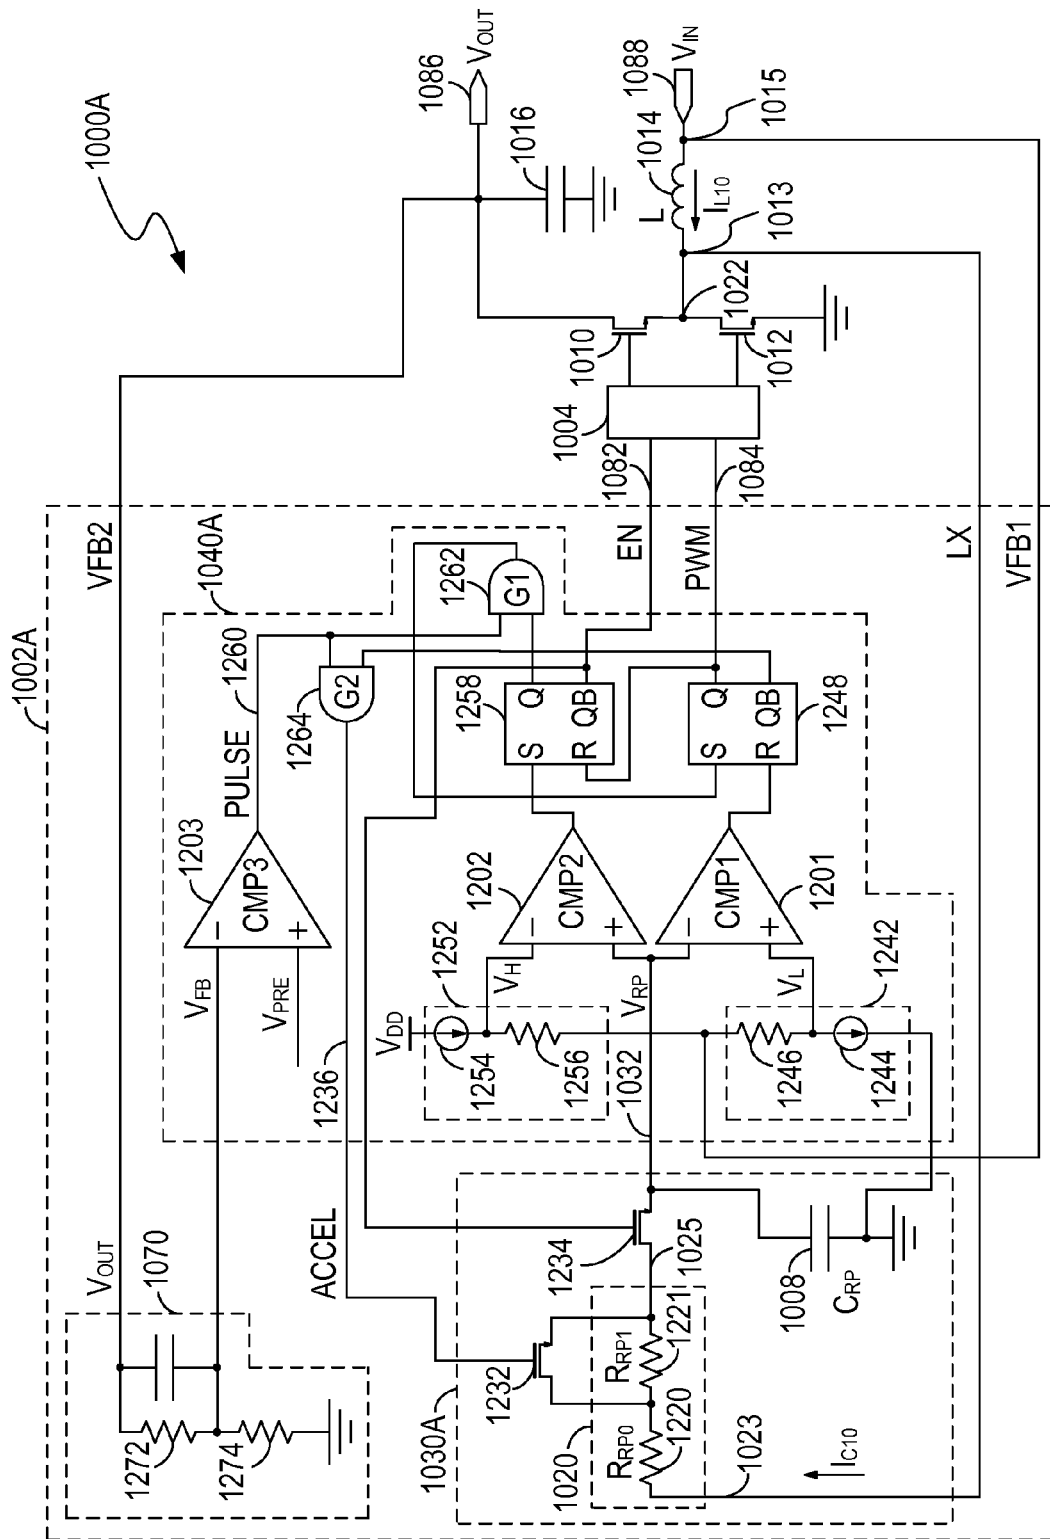 1000A
1002A
1086
VOUT
1016
1088
VIN
1014
1015
L
IL10
1013
1022
1010
1012
1004
1082
1084
VFB2
EN
PWM
LX
VFB1
1040A
1262
G1
1260
1264
G2
PULSE
1258
S
Q
R
QB
1248
S
Q
R
QB
1203
CMP3
−
+
VFB
VPRE
1202
CMP2
−
+
CMP1
−
+
1201
1252
VDD
VH
1254
1256
VRP
VL
1242
1246
1244
1236
1032
ACCEL
VOUT
1070
1272
1274
1234
1025
1232
1030A
1020
RRP0
1220
RRP1
1221
1023
IC10
1008
CRP